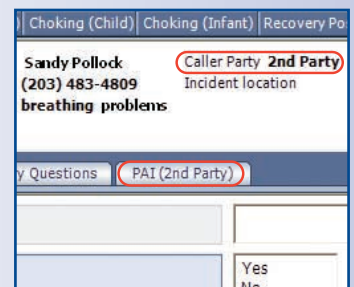 Choking (Child) Choking (Infant) Recovery
Sandy Pollock Caller Party 2nd Party
(203) 483-4809 Incident location
breathing problems
Questions PAI (2nd Party)
Yes
No